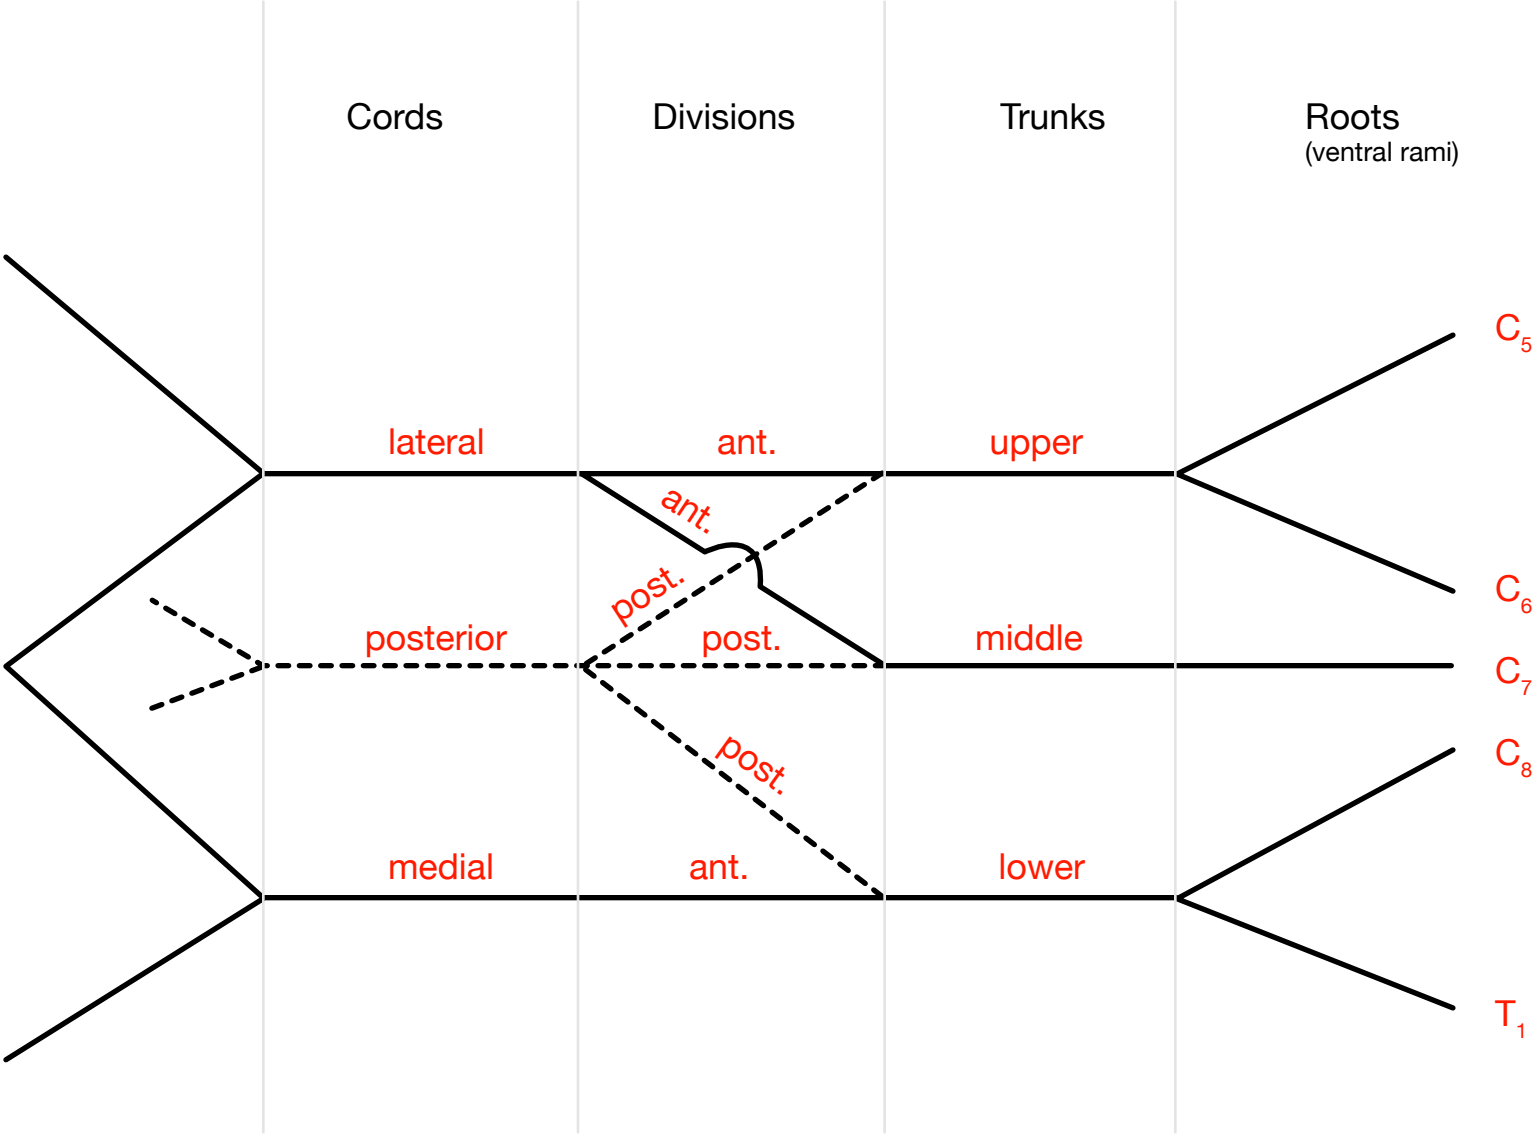 Cords
Divisions
Trunks
Roots
(ventral rami)
C5
lateral
ant.
upper
ant.
post.
C6
posterior
post.
middle
C7
post.
C8
medial
ant.
lower
T1